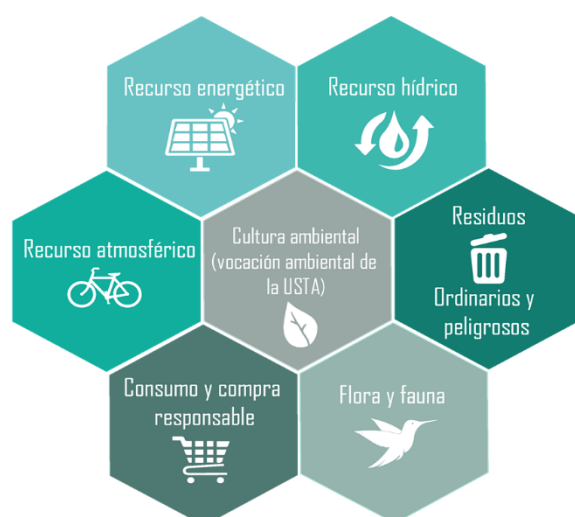 Recurso energético
Recurso hídrico
Recurso atmosférico
Cultura ambiental
(vocación ambiental de
la USTA)
Residuos
Ordinarios y
peligrosos
Consumo y compra
responsable
Flora y fauna